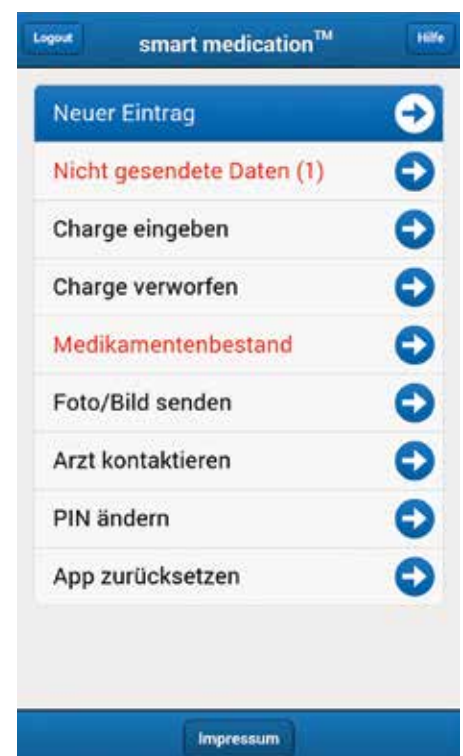 Logout smart medication™ Hilfe
Neuer Eintrag
Nicht gesendete Daten (1)
Charge eingeben
Charge verworfen
Medikamentenbestand
Foto/Bild senden
Arzt kontaktieren
PIN ändern
App zurücksetzen
Impressum